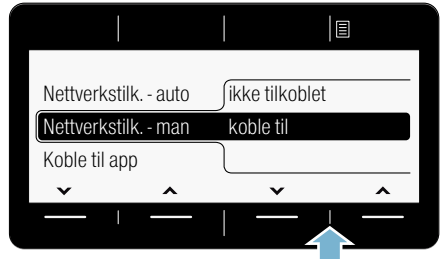 Nettverkstilk. - auto ikke tilkoblet
Nettverkstilk. - man koble til
Koble til app